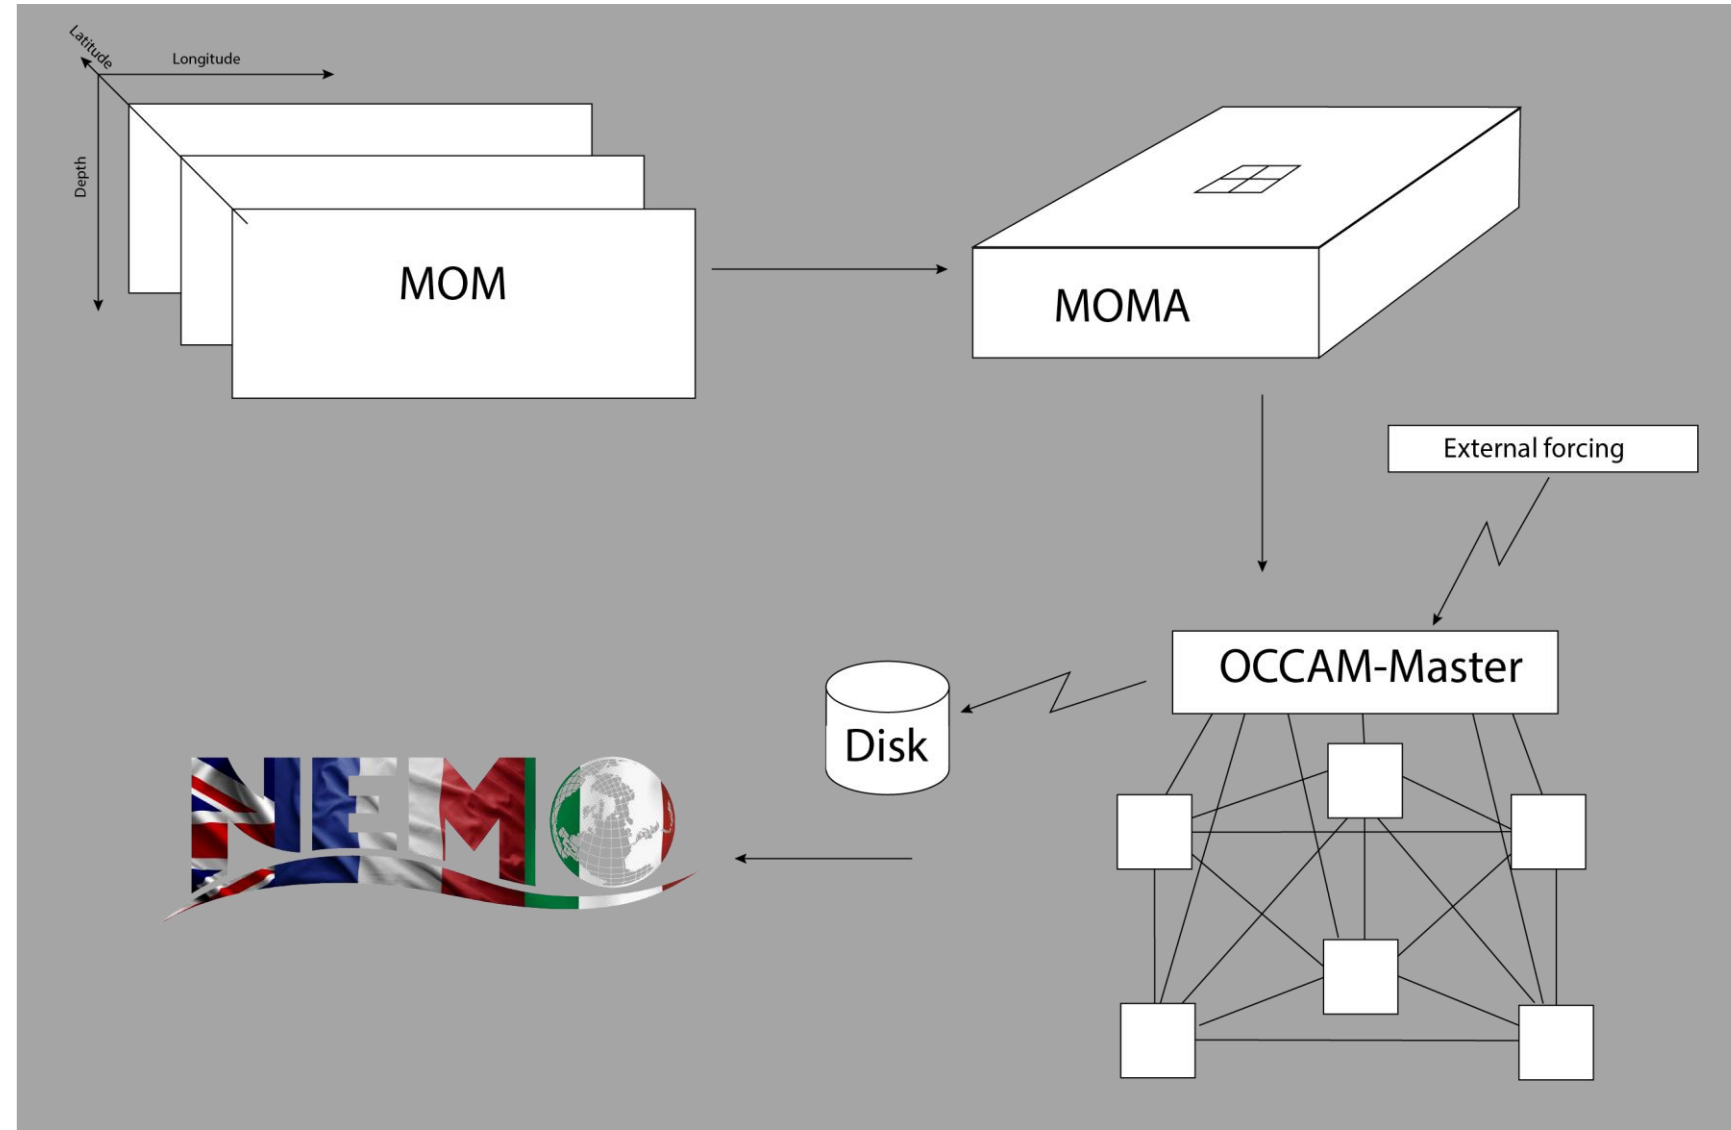 Latitude
Longitude
Depth
MOM
MOMA
External forcing
OCCAM-Master
Disk
NEMO